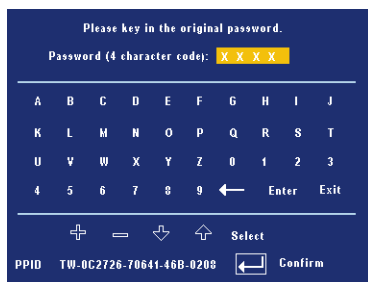 Please key in the original password.
Password (4 character code): X X X X
A B C D E F G H I J
K L M N O P Q R S T
U V W X Y Z 0 1 2 3
4 5 6 7 8 9 ← Enter Exit
Select
PPID TW-0C2726-70641-46B-0208 Confirm